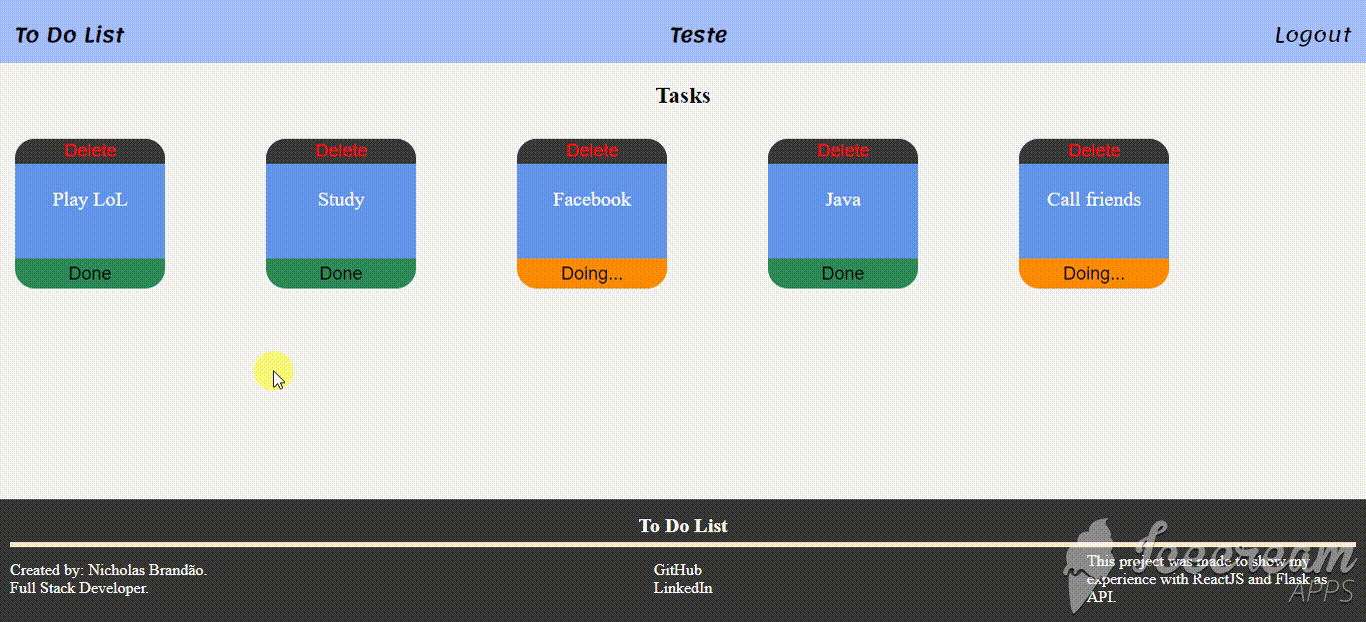 To Do List
Teste
Logout
Tasks
Delete
Delete
Delete
Delete
Delete
Play LoL
Study
Facebook
Java
Call friends
Done
Done
Doing...
Done
Doing...
To Do List
Created by: Nicholas Brandão.
Full Stack Developer.
GitHub
LinkedIn
This project was made to show my
experience with ReactJS and Flask as
API.
Icecream
APPS